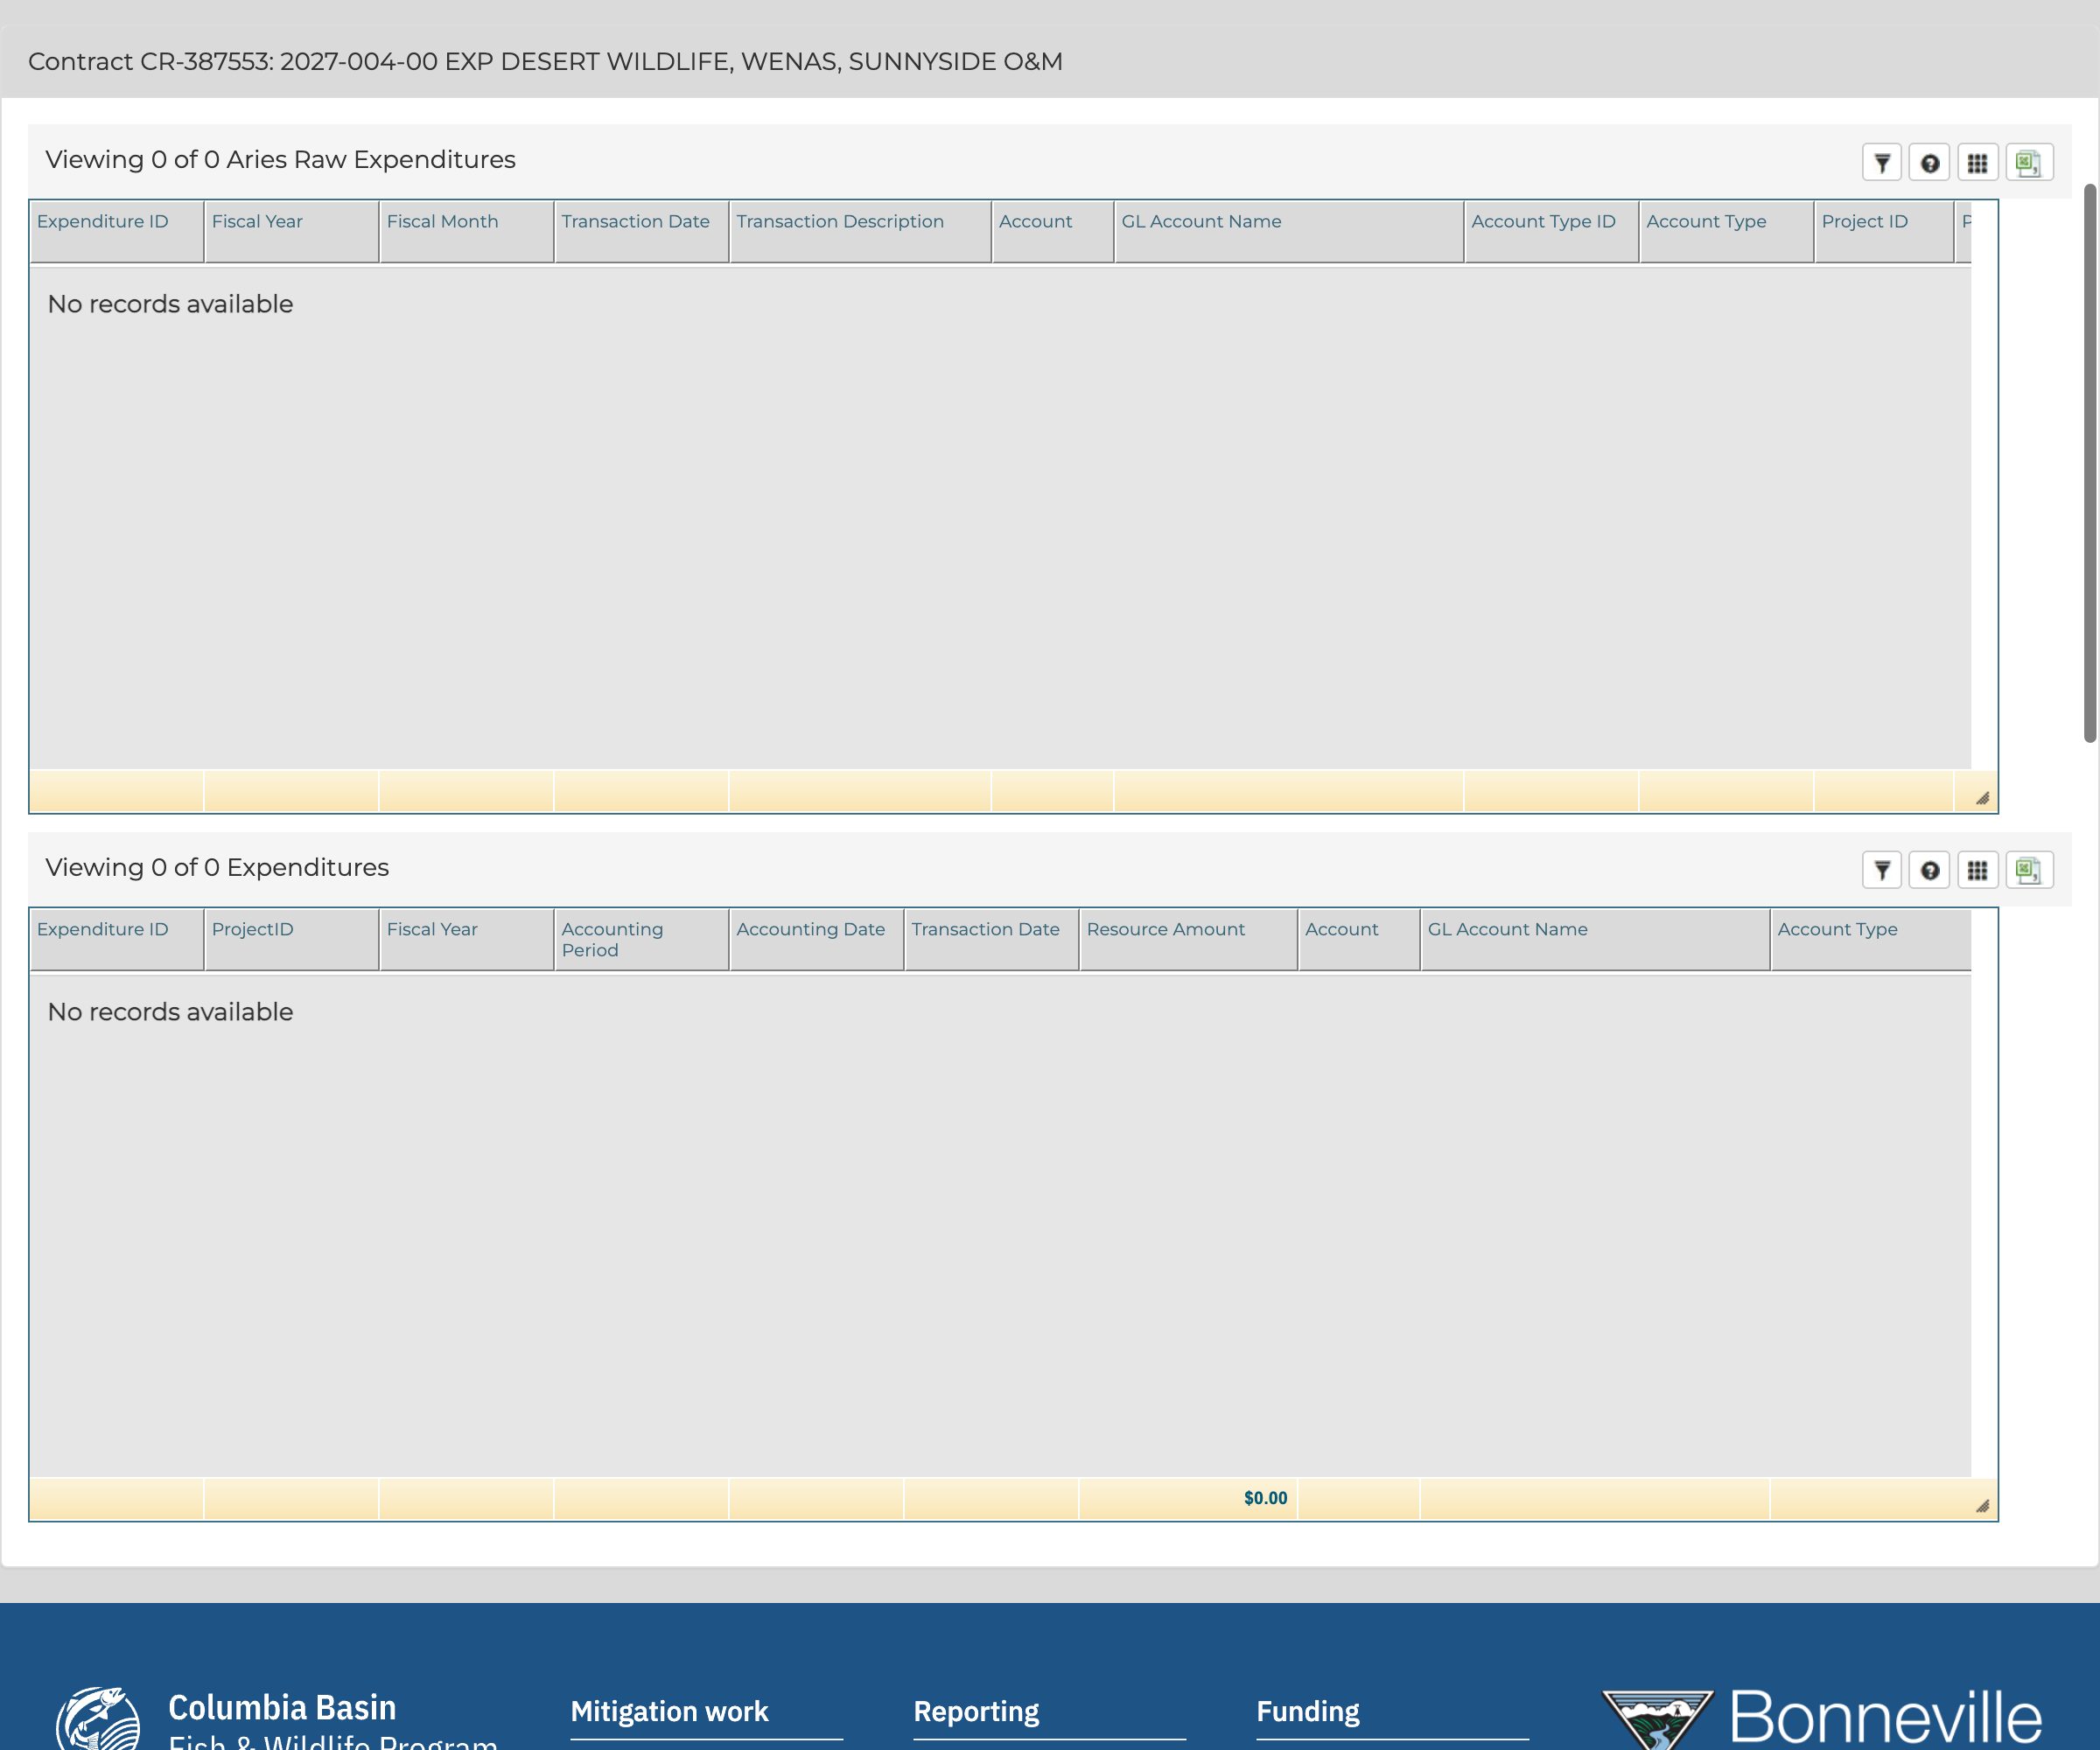 Contract CR-387553: 2027-004-00 EXP DESERT WILDLIFE, WENAS, SUNNYSIDE O&M
Viewing 0 of 0 Aries Raw Expenditures
Expenditure ID Fiscal Year Fiscal Month Transaction Date Transaction Description Account GL Account Name Account Type ID Account Type Project ID P
No records available
Viewing 0 of 0 Expenditures
Expenditure ID ProjectID Fiscal Year Accounting Period Accounting Date Transaction Date Resource Amount Account GL Account Name Account Type
No records available
$0.00
Columbia Basin
Fish & Wildlife Program
Mitigation work
Reporting
Funding
Bonneville